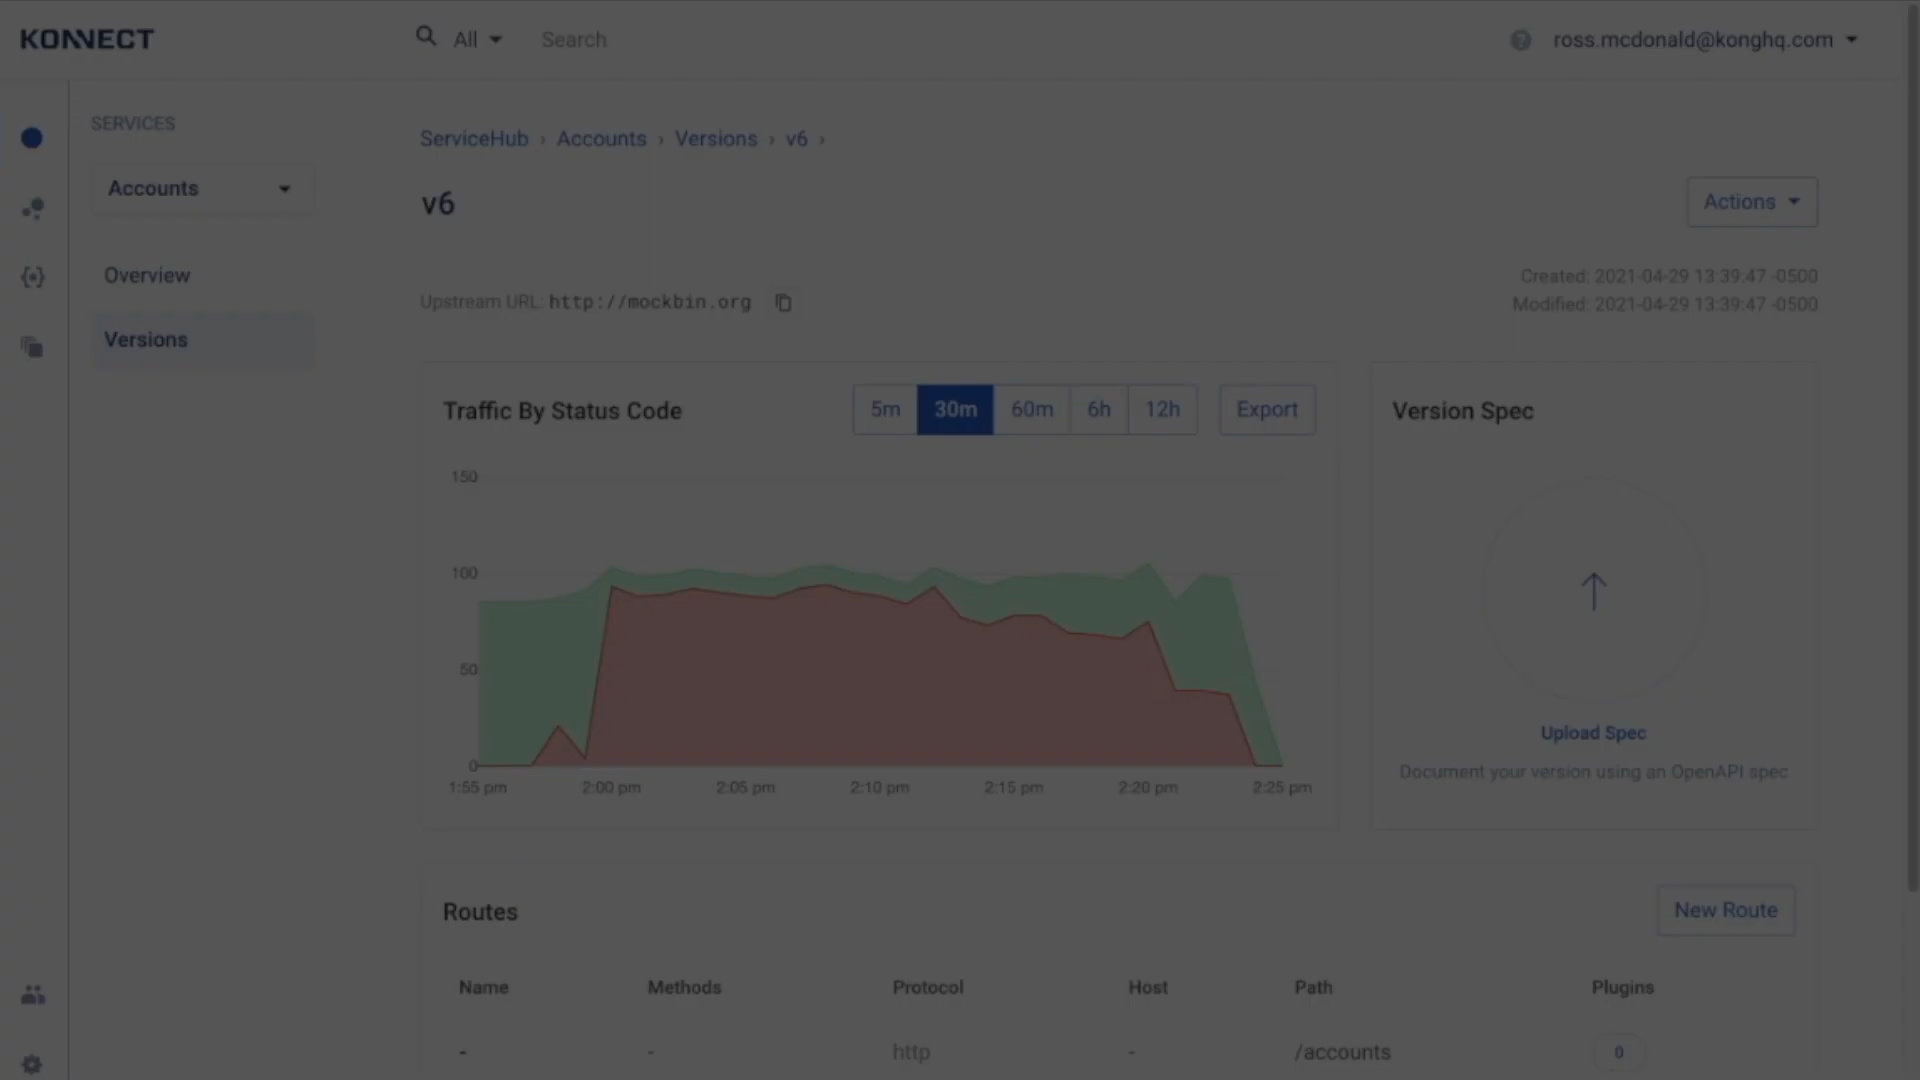 KONNECT
All
Search
ross.mcdonald@konghq.com
SERVICES
Accounts
Overview
Versions
ServiceHub › Accounts › Versions › v6 ›
v6
Actions
Upstream URL: http://mockbin.org
Created: 2021-04-29 13:39:47 -0500
Modified: 2021-04-29 13:39:47 -0500
Traffic By Status Code
5m 30m 60m 6h 12h Export
150
100
50
0
1:55 pm 2:00 pm 2:05 pm 2:10 pm 2:15 pm 2:20 pm 2:25 pm
Version Spec
Upload Spec
Document your version using an OpenAPI spec
Routes
New Route
Name Methods Protocol Host Path Plugins
- - http - /accounts 0